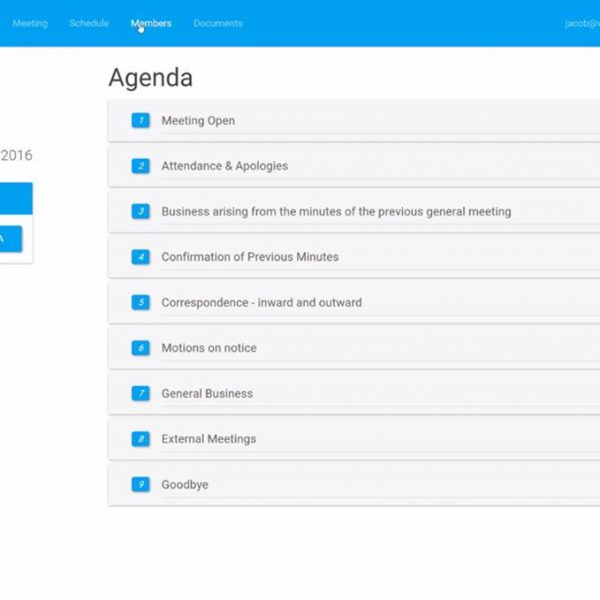 Meeting Schedule Members Documents jacob@
Agenda
1 Meeting Open
2016
2 Attendance & Apologies
3 Business arising from the minutes of the previous general meeting
A
4 Confirmation of Previous Minutes
5 Correspondence - inward and outward
6 Motions on notice
7 General Business
8 External Meetings
9 Goodbye